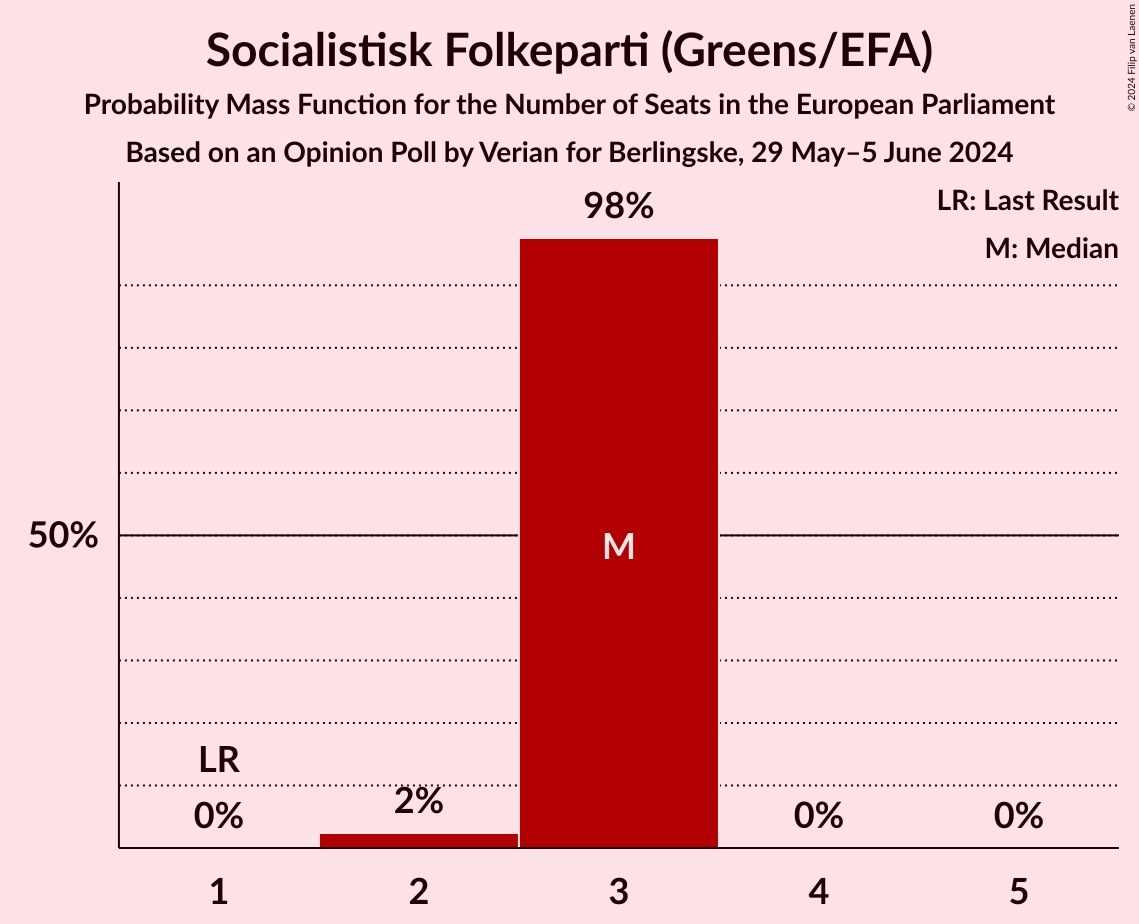 Socialistisk Folkeparti (Greens/EFA)
Probability Mass Function for the Number of Seats in the European Parliament
Based on an Opinion Poll by Verian for Berlingske, 29 May–5 June 2024
© 2024 Filip van Laenen
LR: Last Result
M: Median
98%
50%
M
LR
0%
2%
0%
0%
1
2
3
4
5